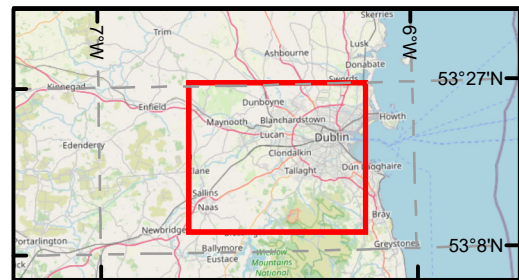 Skerries
7°W
6°W
Trim
Lusk
Ashbourne
Donabate
Kinnegad
Swords
53°27'N
Enfield
Dunboyne
Maynooth
Blanchardstown
Howth
Lucan
Dublin
Edenderry
Clondalkin
Dún Laoghaire
Clane
Tallaght
Sallins
Naas
Bray
Newbridge
Portarlington
Greystones
53°8'N
Ballymore
Eustace
Wicklow
Mountains
National